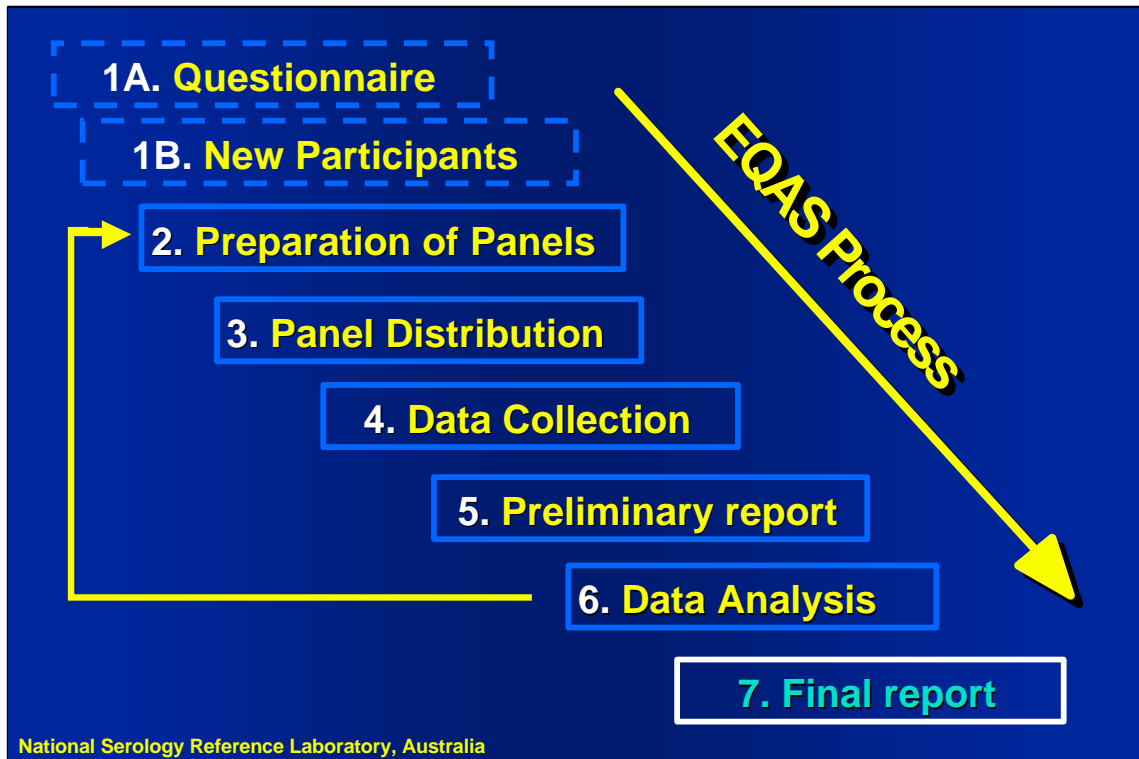 1A. Questionnaire
1B. New Participants
EQAS Process
2. Preparation of Panels
3. Panel Distribution
4. Data Collection
5. Preliminary report
6. Data Analysis
7. Final report
National Serology Reference Laboratory, Australia